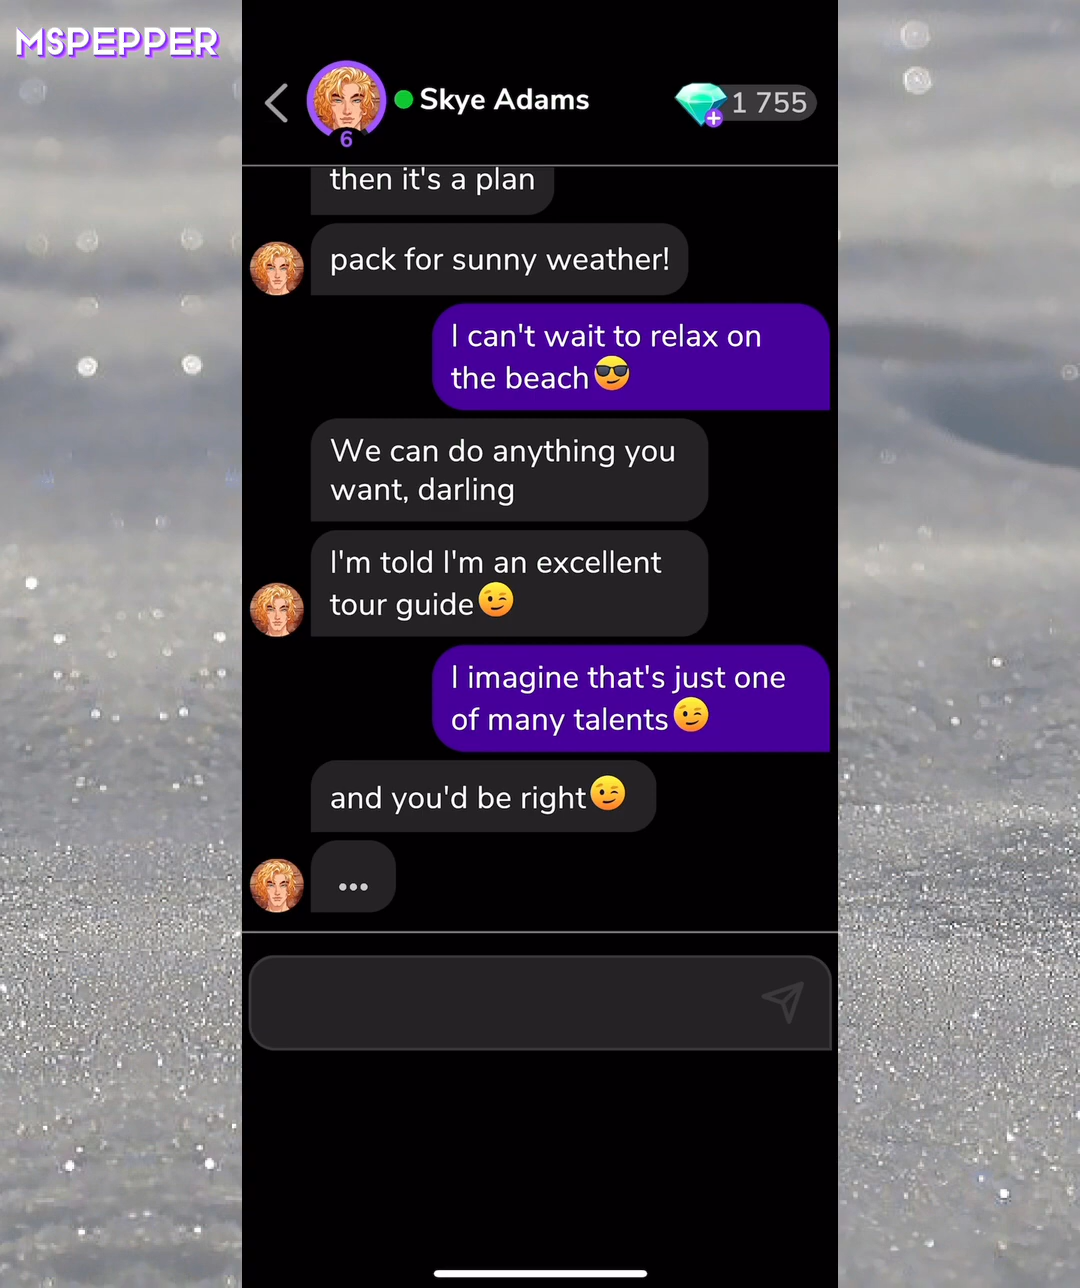 MSPEPPER
Skye Adams
1 755
6
then it's a plan
pack for sunny weather!
I can't wait to relax on
the beach😎
We can do anything you
want, darling
I'm told I'm an excellent
tour guide😉
I imagine that's just one
of many talents😉
and you'd be right😉
...